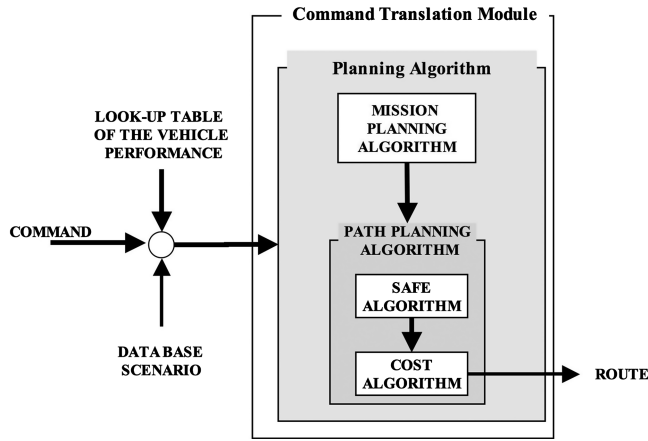 Command Translation Module
Planning Algorithm
MISSION
PLANNING
ALGORITHM
LOOK-UP TABLE
OF THE VEHICLE
PERFORMANCE
COMMAND
PATH PLANNING
ALGORITHM
SAFE
ALGORITHM
COST
ALGORITHM
DATA BASE
SCENARIO
ROUTE